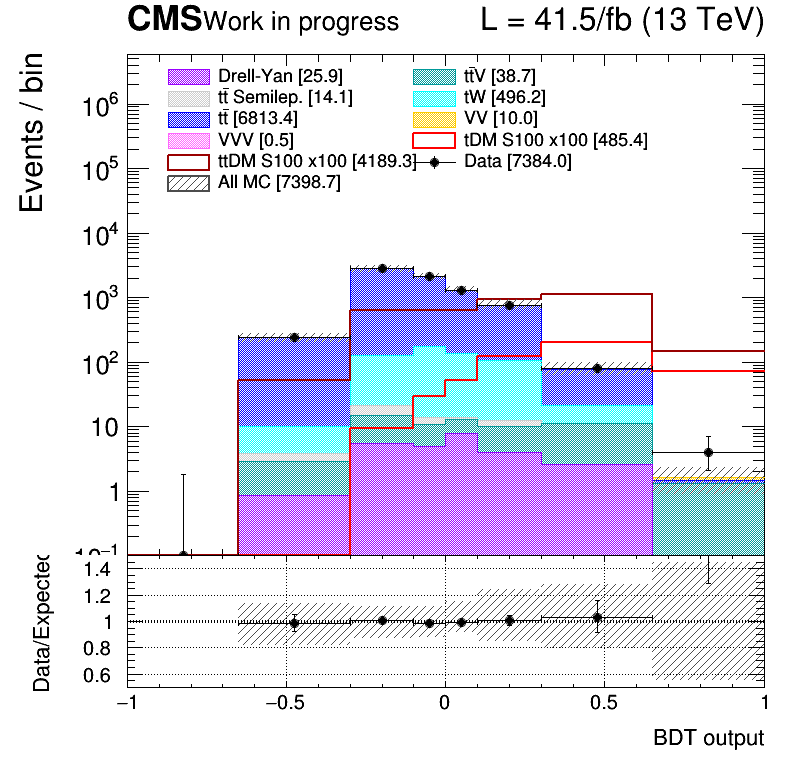 CMS Work in progress L = 41.5/fb (13 TeV)
Events / bin
Drell-Yan [25.9] tt̄V [38.7]
tt̄ Semilep. [14.1] tW [496.2]
tt̄ [6813.4] VV [10.0]
VVV [0.5] tDM S100 x100 [485.4]
ttDM S100 x100 [4189.3] Data [7384.0]
All MC [7398.7]
10⁶
10⁵
10⁴
10³
10²
10
1
10⁻¹
Data/Expected
1.4
1.2
1
0.8
0.6
−1 −0.5 0 0.5 1
BDT output